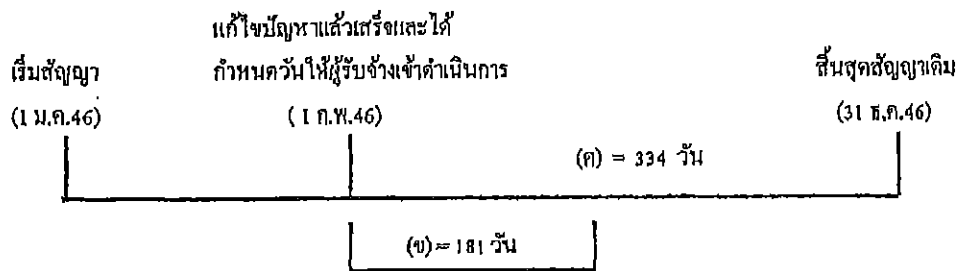 แก้ไขปัญหาแล้วเสร็จและได้
เริ่มสัญญา กำหนดวันให้ผู้รับจ้างเข้าดำเนินการ สิ้นสุดสัญญาเดิม
(1 ม.ค.46) ( 1 ก.พ.46) (31 ธ.ค.46)
(ค) = 334 วัน
(ข) = 181 วัน